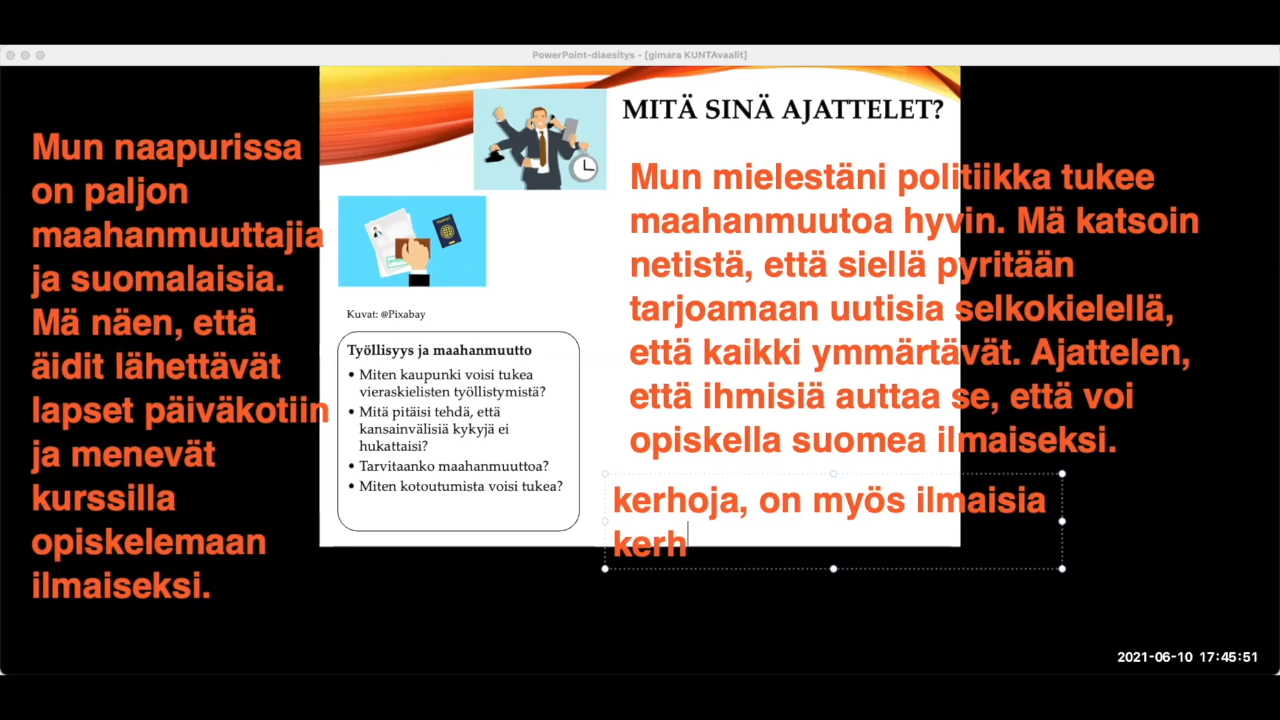 PowerPoint-diaesitys - [gimara KUNTAvaalit]
MITÄ SINÄ AJATTELET?
Mun naapurissa
on paljon
maahanmuuttajia
ja suomalaisia.
Mä näen, että
äidit lähettävät
lapset päiväkotiin
ja menevät
kurssilla
opiskelemaan
ilmaiseksi.
Kuvat: @Pixabay
Työllisyys ja maahanmuutto
• Miten kaupunki voisi tukea
vieraskielisten työllistymistä?
• Mitä pitäisi tehdä, että
kansainvälisiä kykyjä ei
hukattaisi?
• Tarvitaanko maahanmuuttoa?
• Miten kotoutumista voisi tukea?
Mun mielestäni politiikka tukee
maahanmuutoa hyvin. Mä katsoin
netistä, että siellä pyritään
tarjoamaan uutisia selkokielellä,
että kaikki ymmärtävät. Ajattelen,
että ihmisiä auttaa se, että voi
opiskella suomea ilmaiseksi.
kerhoja, on myös ilmaisia
kerh
2021-06-10 17:45:51